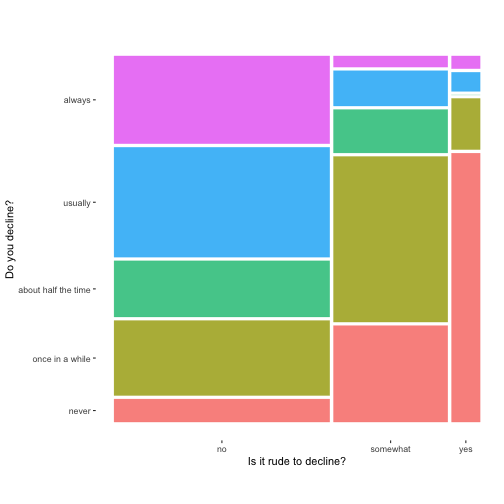 always
usually
about half the time
once in a while
never
Do you decline?
no
somewhat
yes
Is it rude to decline?